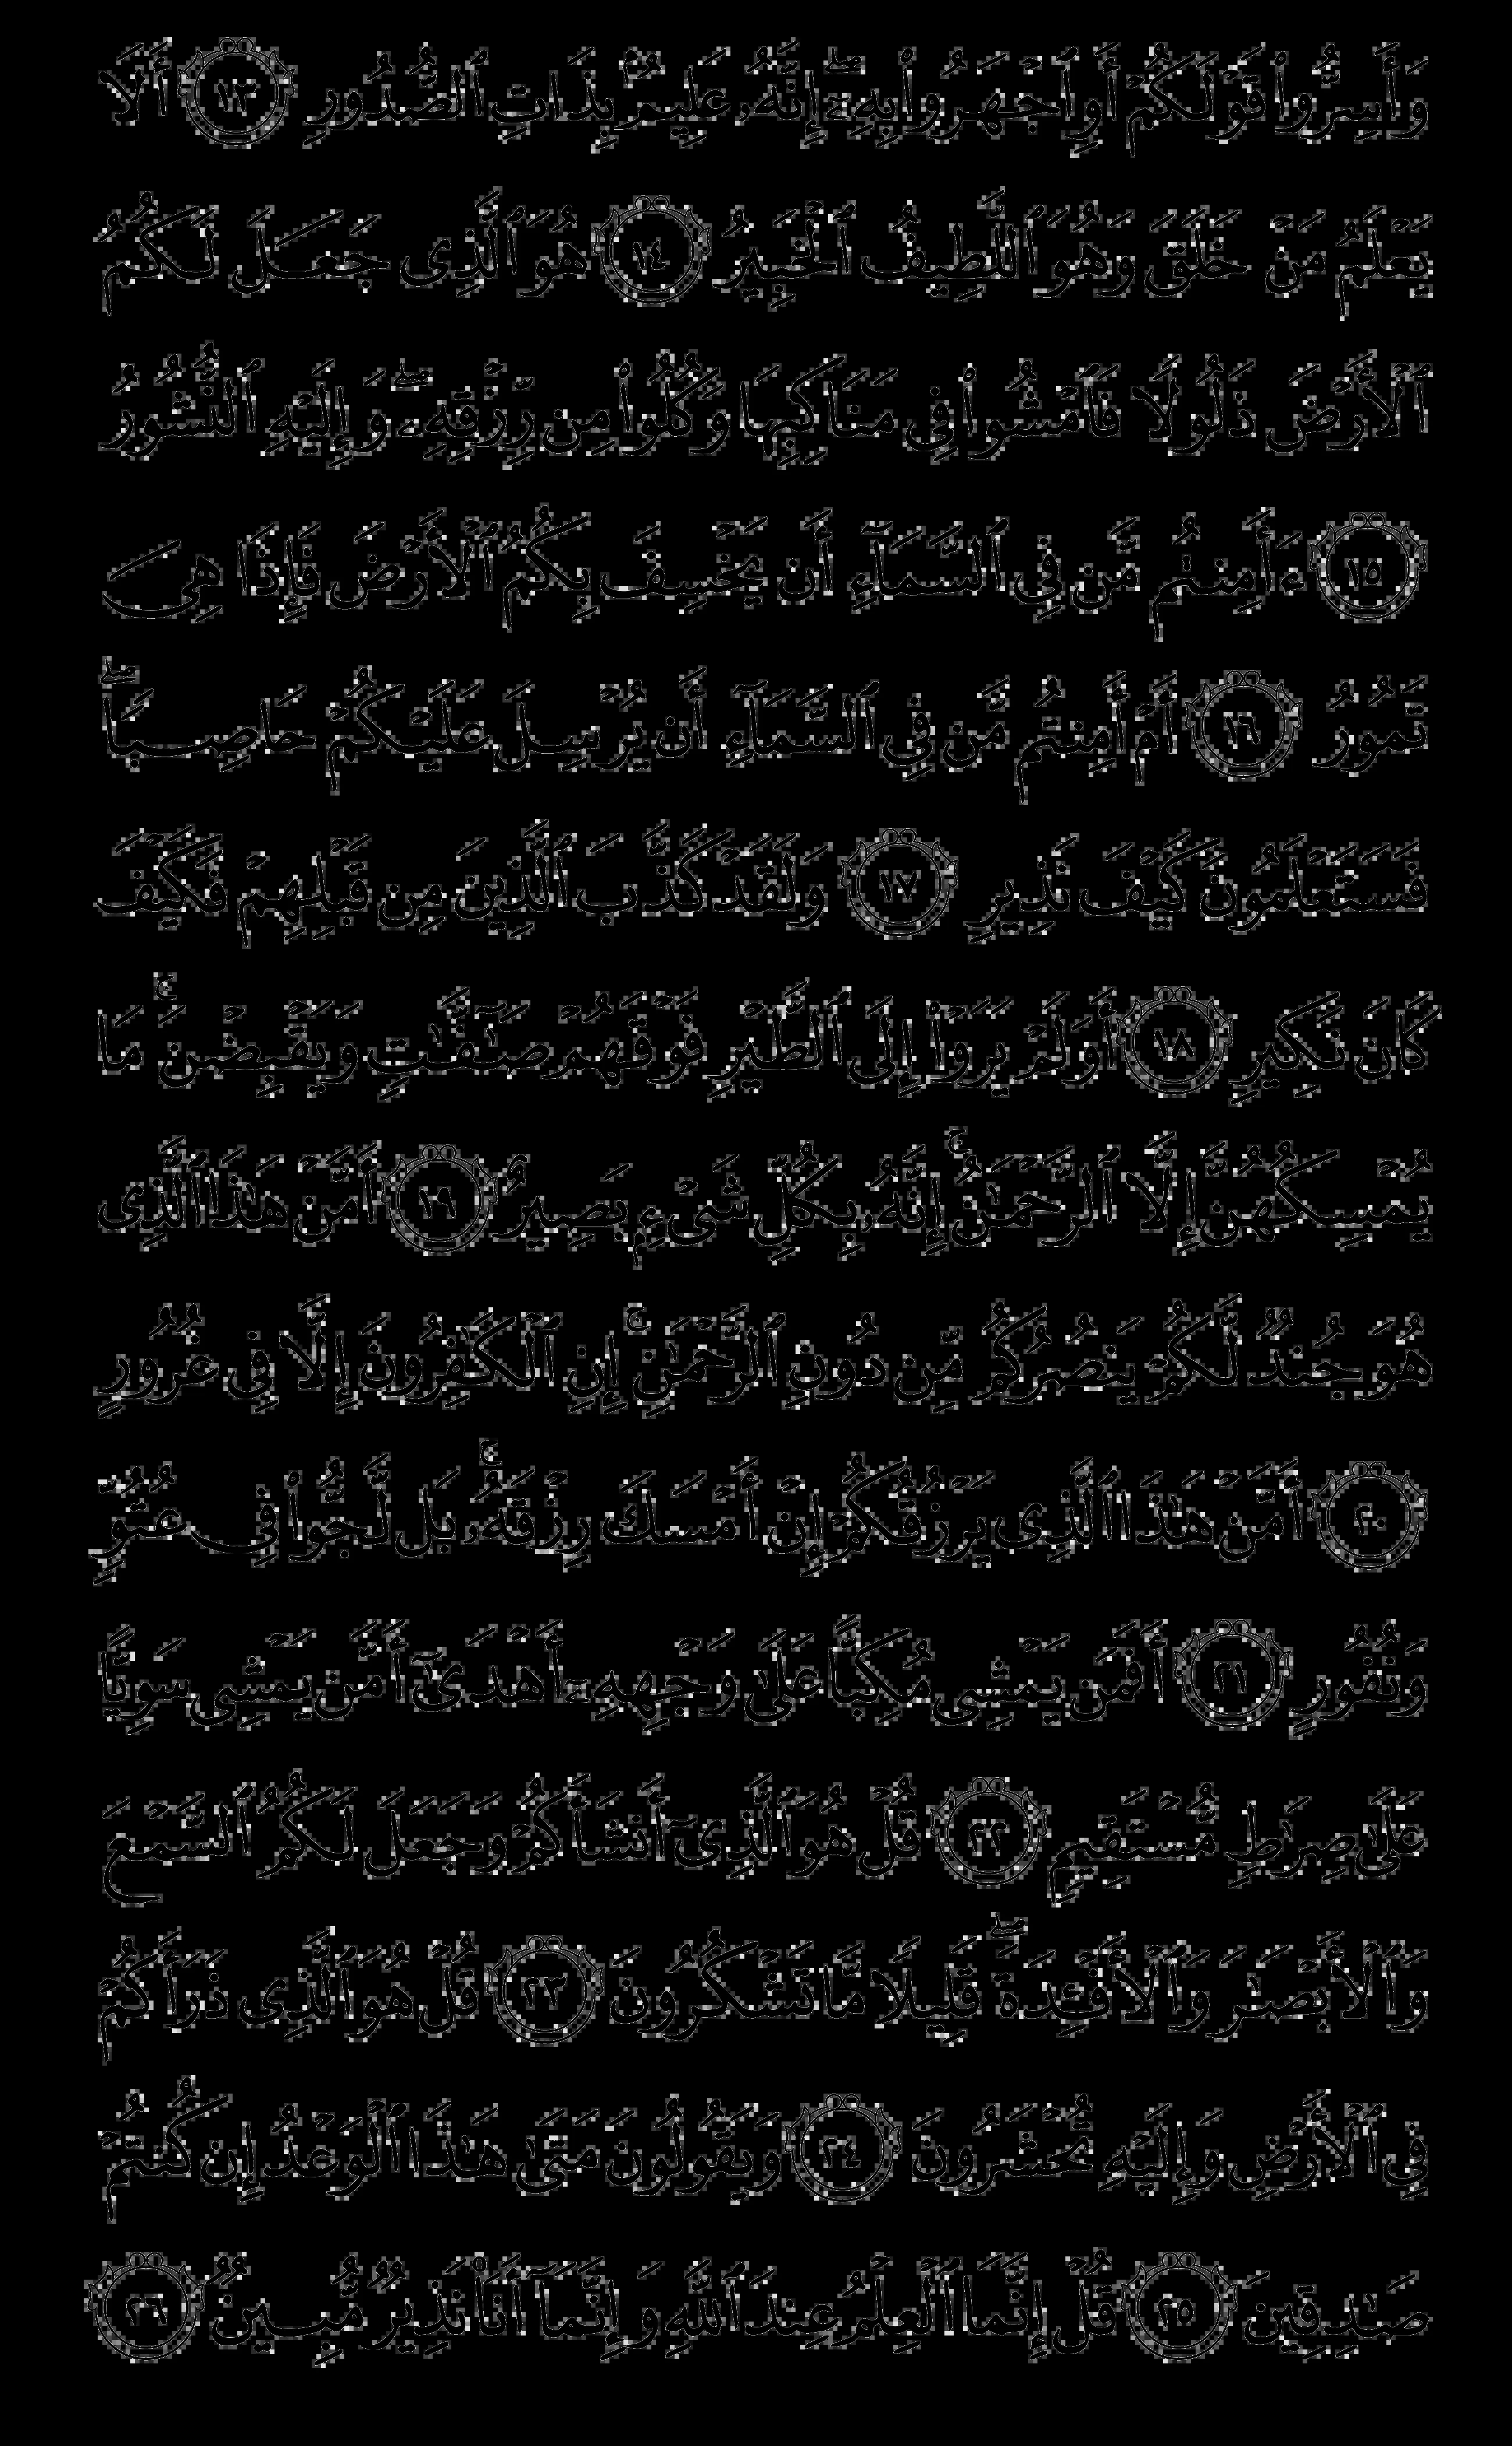 وَأَسِرُّوا۟ قَوْلَكُمْ أَوِ ٱجْهَرُوا۟ بِهِۦٓ ۖ إِنَّهُۥ عَلِيمٌۢ بِذَاتِ ٱلصُّدُورِ ١٣ أَلَا
يَعْلَمُ مَنْ خَلَقَ وَهُوَ ٱللَّطِيفُ ٱلْخَبِيرُ ١٤ هُوَ ٱلَّذِى جَعَلَ لَكُمُ
ٱلْأَرْضَ ذَلُولًا فَٱمْشُوا۟ فِى مَنَاكِبِهَا وَكُلُوا۟ مِن رِّزْقِهِۦ ۖ وَإِلَيْهِ ٱلنُّشُورُ
١٥ ءَأَمِنتُم مَّن فِى ٱلسَّمَآءِ أَن يَخْسِفَ بِكُمُ ٱلْأَرْضَ فَإِذَا هِىَ
تَمُورُ ١٦ أَمْ أَمِنتُم مَّن فِى ٱلسَّمَآءِ أَن يُرْسِلَ عَلَيْكُمْ حَاصِبًا ۖ
فَسَتَعْلَمُونَ كَيْفَ نَذِيرِ ١٧ وَلَقَدْ كَذَّبَ ٱلَّذِينَ مِن قَبْلِهِمْ فَكَيْفَ
كَانَ نَكِيرِ ١٨ أَوَلَمْ يَرَوْا۟ إِلَى ٱلطَّيْرِ فَوْقَهُمْ صَـٰٓفَّـٰتٍ وَيَقْبِضْنَ ۚ مَا
يُمْسِكُهُنَّ إِلَّا ٱلرَّحْمَـٰنُ ۚ إِنَّهُۥ بِكُلِّ شَىْءٍۭ بَصِيرٌ ١٩ أَمَّنْ هَـٰذَا ٱلَّذِى
هُوَ جُندٌ لَّكُمْ يَنصُرُكُم مِّن دُونِ ٱلرَّحْمَـٰنِ ۚ إِنِ ٱلْكَـٰفِرُونَ إِلَّا فِى غُرُورٍ
٢٠ أَمَّنْ هَـٰذَا ٱلَّذِى يَرْزُقُكُمْ إِنْ أَمْسَكَ رِزْقَهُۥ ۚ بَل لَّجُّوا۟ فِى عُتُوٍّ
وَنُفُورٍ ٢١ أَفَمَن يَمْشِى مُكِبًّا عَلَىٰ وَجْهِهِۦٓ أَهْدَىٰٓ أَمَّن يَمْشِى سَوِيًّا
عَلَىٰ صِرَٰطٍ مُّسْتَقِيمٍ ٢٢ قُلْ هُوَ ٱلَّذِىٓ أَنشَأَكُمْ وَجَعَلَ لَكُمُ ٱلسَّمْعَ
وَٱلْأَبْصَـٰرَ وَٱلْأَفْـِٔدَةَ ۖ قَلِيلًا مَّا تَشْكُرُونَ ٢٣ قُلْ هُوَ ٱلَّذِى ذَرَأَكُمْ
فِى ٱلْأَرْضِ وَإِلَيْهِ تُحْشَرُونَ ٢٤ وَيَقُولُونَ مَتَىٰ هَـٰذَا ٱلْوَعْدُ إِن كُنتُمْ
صَـٰدِقِينَ ٢٥ قُلْ إِنَّمَا ٱلْعِلْمُ عِندَ ٱللَّهِ وَإِنَّمَآ أَنَا۠ نَذِيرٌ مُّبِينٌ ٢٦